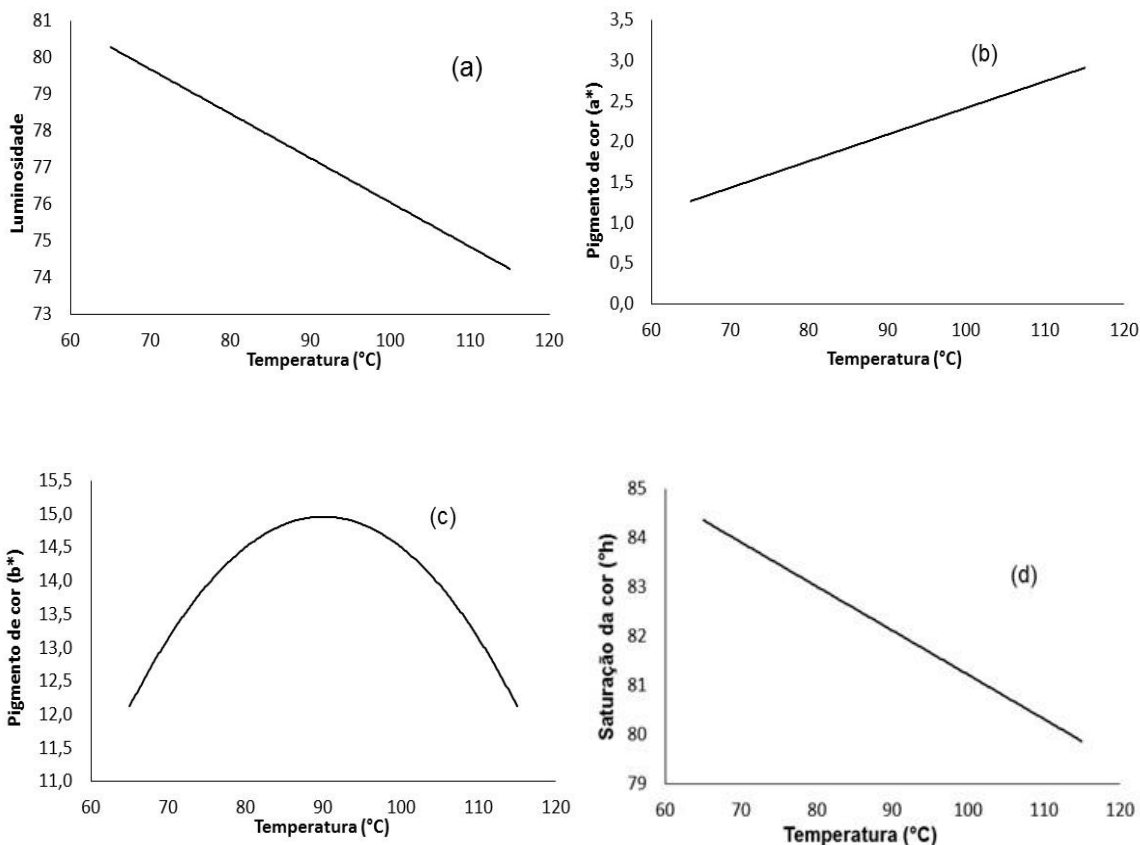 Luminosidade
81
80
79
78
77
76
75
74
73
(a)
60 70 80 90 100 110 120
Temperatura (°C)
Pigmento de cor (a*)
3,5
3,0
2,5
2,0
1,5
1,0
0,5
0,0
(b)
60 70 80 90 100 110 120
Temperatura (°C)
Pigmento de cor (b*)
15,5
15,0
14,5
14,0
13,5
13,0
12,5
12,0
11,5
11,0
(c)
60 70 80 90 100 110 120
Temperatura (°C)
Saturação da cor (°h)
85
84
83
82
81
80
79
(d)
60 70 80 90 100 110 120
Temperatura (°C)